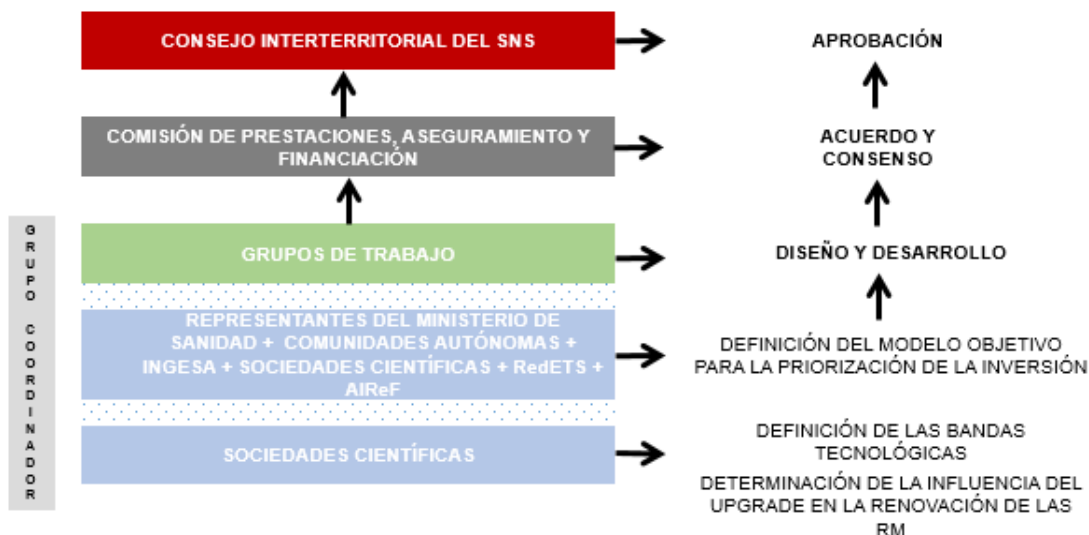 CONSEJO INTERTERRITORIAL DEL SNS
APROBACIÓN
COMISIÓN DE PRESTACIONES, ASEGURAMIENTO Y
FINANCIACIÓN
ACUERDO Y
CONSENSO
GRUPO COORDINADOR
GRUPOS DE TRABAJO
DISEÑO Y DESARROLLO
REPRESENTANTES DEL MINISTERIO DE
SANIDAD + COMUNIDADES AUTÓNOMAS +
INGESA + SOCIEDADES CIENTÍFICAS + RedETS +
AIReF
DEFINICIÓN DEL MODELO OBJETIVO
PARA LA PRIORIZACIÓN DE LA INVERSIÓN
SOCIEDADES CIENTÍFICAS
DEFINICIÓN DE LAS BANDAS
TECNOLÓGICAS
DETERMINACIÓN DE LA INFLUENCIA DEL
UPGRADE EN LA RENOVACIÓN DE LAS
RM